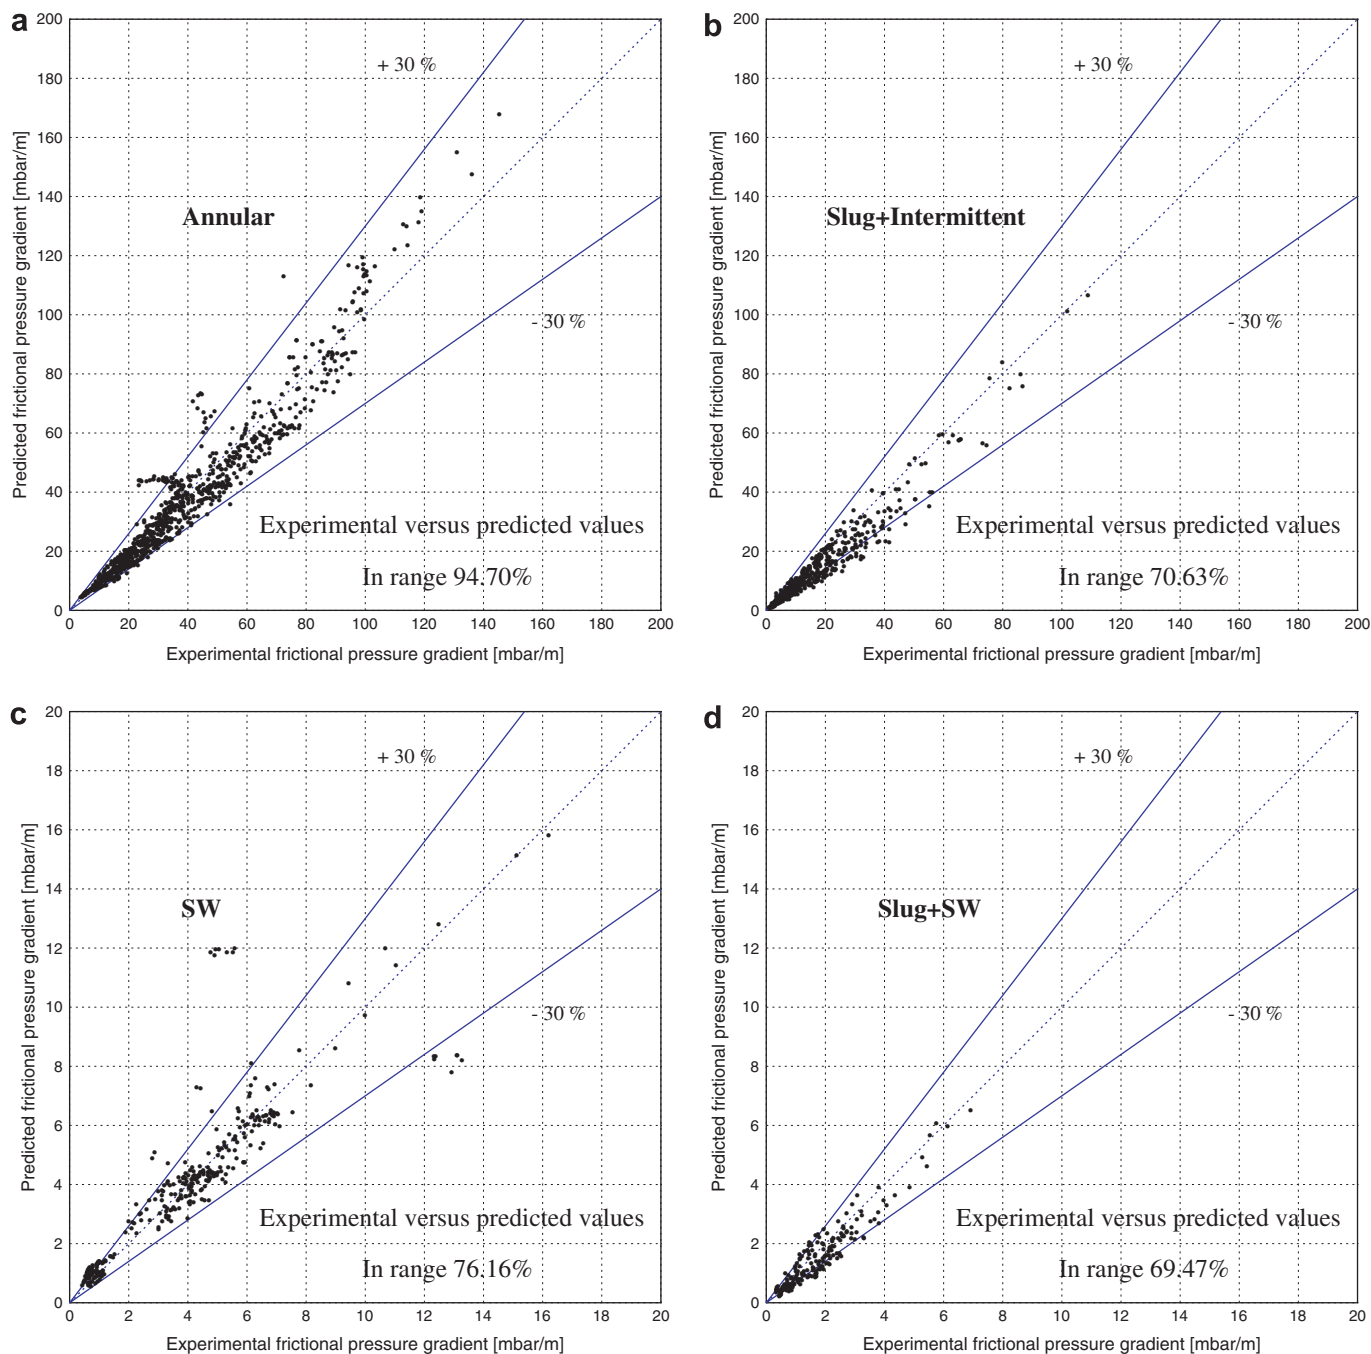 a
Predicted frictional pressure gradient [mbar/m]
200
180
160
140
120
100
80
60
40
20
0
+ 30 %
Annular
- 30 %
Experimental versus predicted values
In range 94.70%
0 20 40 60 80 100 120 140 160 180 200
Experimental frictional pressure gradient [mbar/m]
b
Predicted frictional pressure gradient [mbar/m]
200
180
160
140
120
100
80
60
40
20
0
+ 30 %
Slug+Intermittent
- 30 %
Experimental versus predicted values
In range 70.63%
0 20 40 60 80 100 120 140 160 180 200
Experimental frictional pressure gradient [mbar/m]
c
Predicted frictional pressure gradient [mbar/m]
20
18
16
14
12
10
8
6
4
2
0
+ 30 %
SW
- 30 %
Experimental versus predicted values
In range 76.16%
0 2 4 6 8 10 12 14 16 18 20
Experimental frictional pressure gradient [mbar/m]
d
Predicted frictional pressure gradient [mbar/m]
20
18
16
14
12
10
8
6
4
2
0
+ 30 %
Slug+SW
- 30 %
Experimental versus predicted values
In range 69.47%
0 2 4 6 8 10 12 14 16 18 20
Experimental frictional pressure gradient [mbar/m]